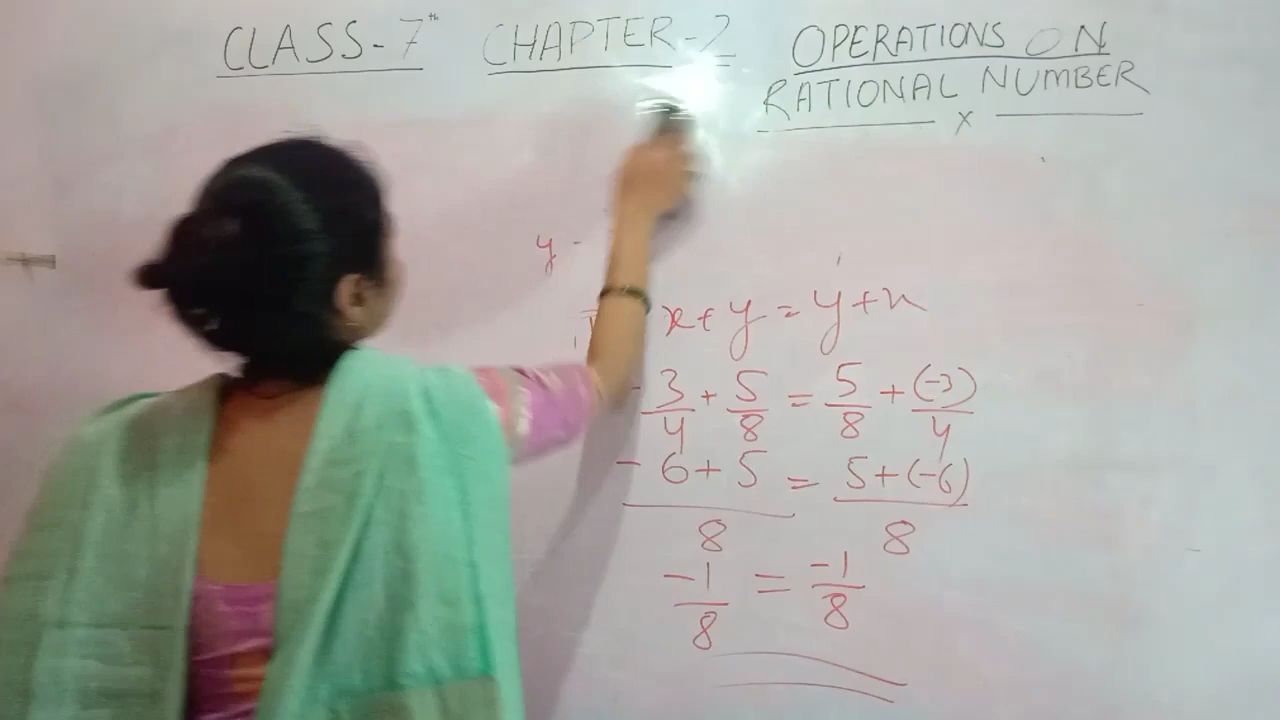 CLASS-7th CHAPTER-2 OPERATIONS ON
RATIONAL NUMBER
x
y -
x+y=y+x
-3/4 + 5/8 = 5/8 + (-3)/4
-6+5/8 = 5+(-6)/8
-1/8 = -1/8